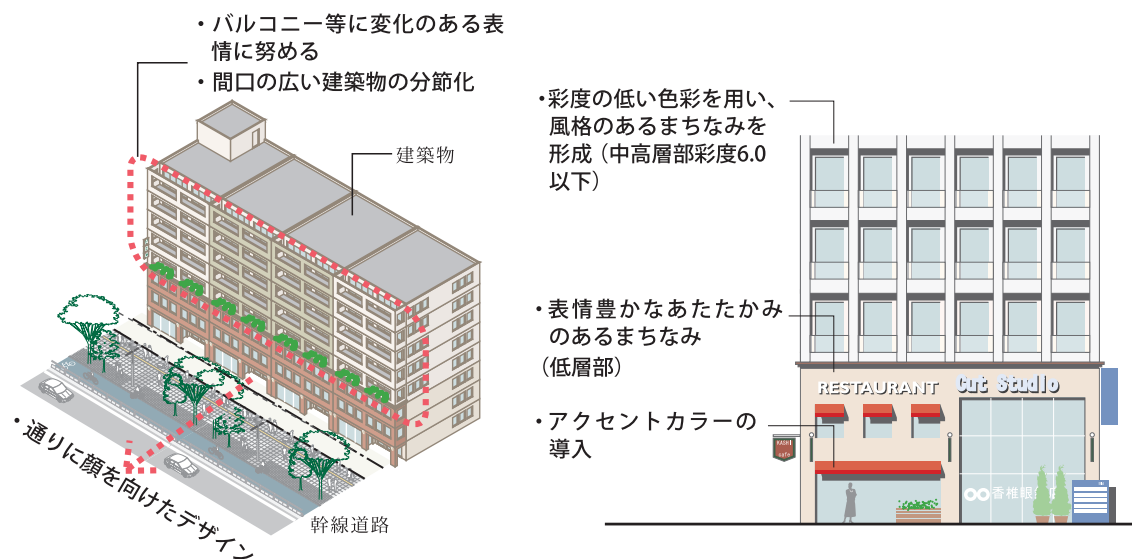 ・バルコニー等に変化のある表
情に努める
・間口の広い建築物の分節化
建築物
・通りに顔を向けたデザイン
幹線道路
・彩度の低い色彩を用い、
風格のあるまちなみを
形成（中高層部彩度6.0
以下）
・表情豊かなあたたかみ
のあるまちなみ
（低層部）
・アクセントカラーの
導入
RESTAURANT
Cut Studio
KASHI
cafe
香椎眼